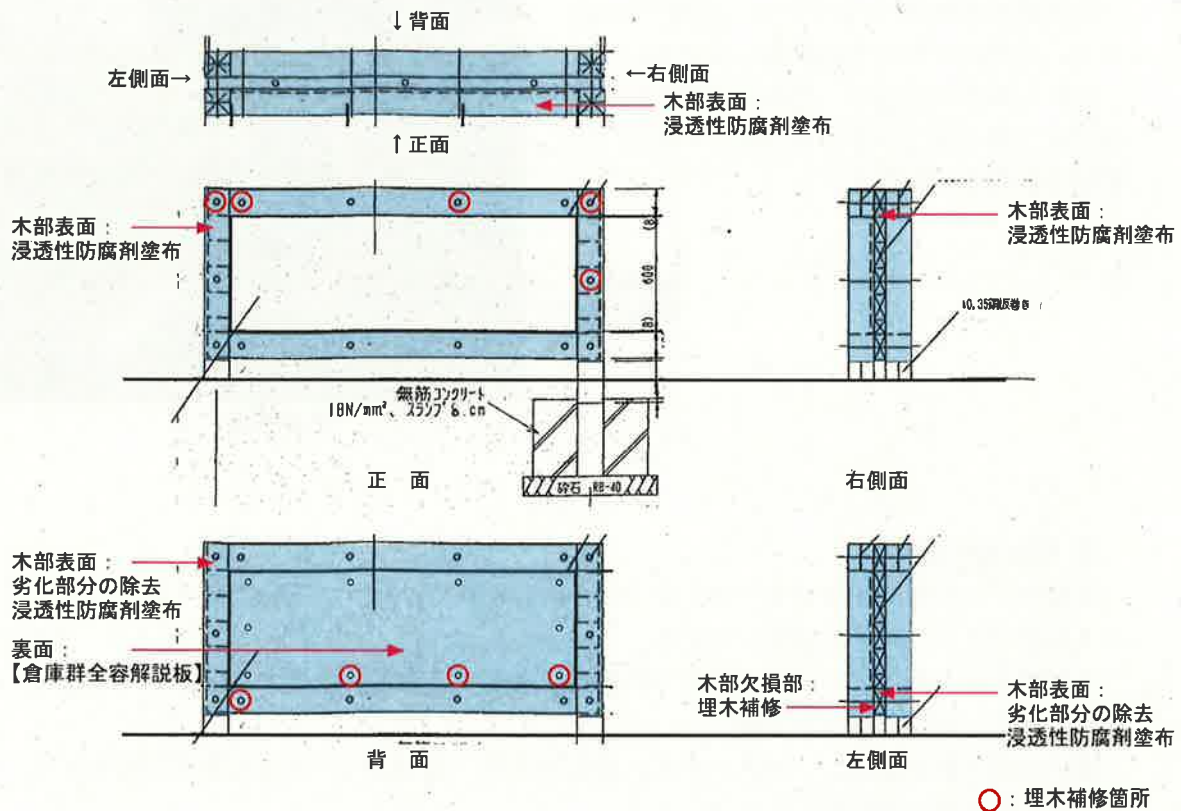 ↓背面
左側面→
←右側面
木部表面：
浸透性防腐剤塗布
↑正面
木部表面：
浸透性防腐剤塗布
(8)
600
(8)
木部表面：
浸透性防腐剤塗布
無筋コンクリート
18N/mm²、スランプ8.cm
砕石 RB-40
正 面
右側面
木部表面：
劣化部分の除去
浸透性防腐剤塗布
裏面：
【倉庫群全容解説板】
木部欠損部：
埋木補修
木部表面：
劣化部分の除去
浸透性防腐剤塗布
背 面
左側面
○：埋木補修箇所